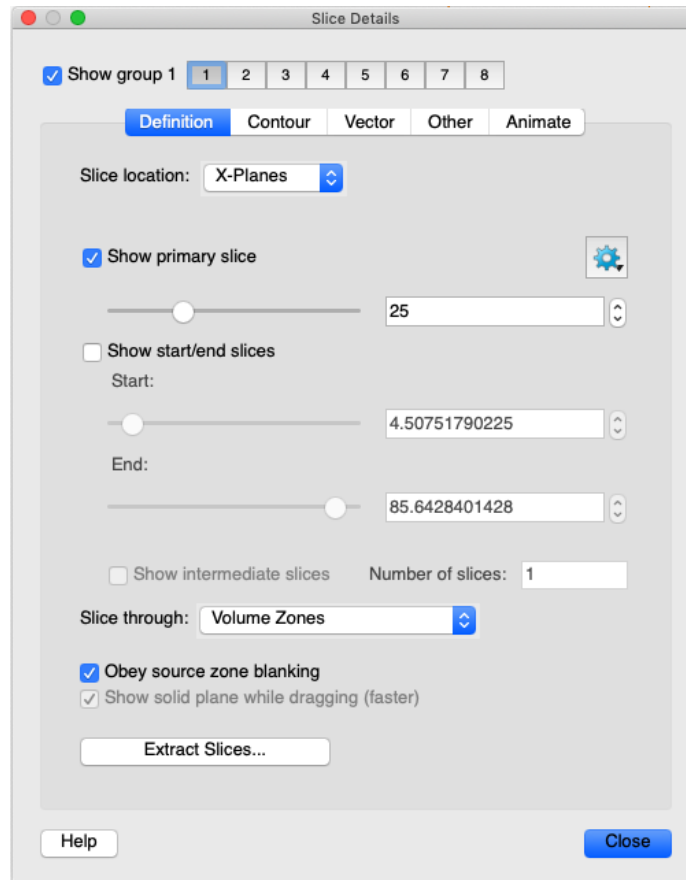 Slice Details
Show group 1 1 2 3 4 5 6 7 8
Definition Contour Vector Other Animate
Slice location: X-Planes
Show primary slice
25
Show start/end slices
Start:
4.50751790225
End:
85.6428401428
Show intermediate slices Number of slices: 1
Slice through: Volume Zones
Obey source zone blanking
Show solid plane while dragging (faster)
Extract Slices...
Help Close